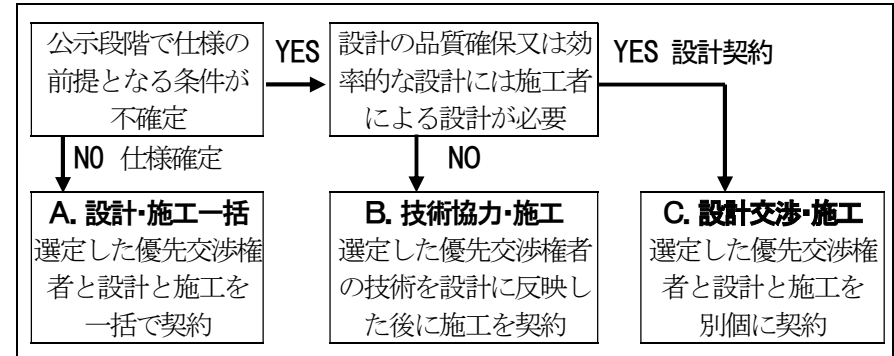 公示段階で仕様の
前提となる条件が
不確定
YES
設計の品質確保又は効
率的な設計には施工者
による設計が必要
YES 設計契約
NO 仕様確定
NO
A. 設計・施工一括
選定した優先交渉権
者と設計と施工を
一括で契約
B. 技術協力・施工
選定した優先交渉権者
の技術を設計に反映し
た後に施工を契約
C. 設計交渉・施工
選定した優先交渉権
者と設計と施工を
別個に契約